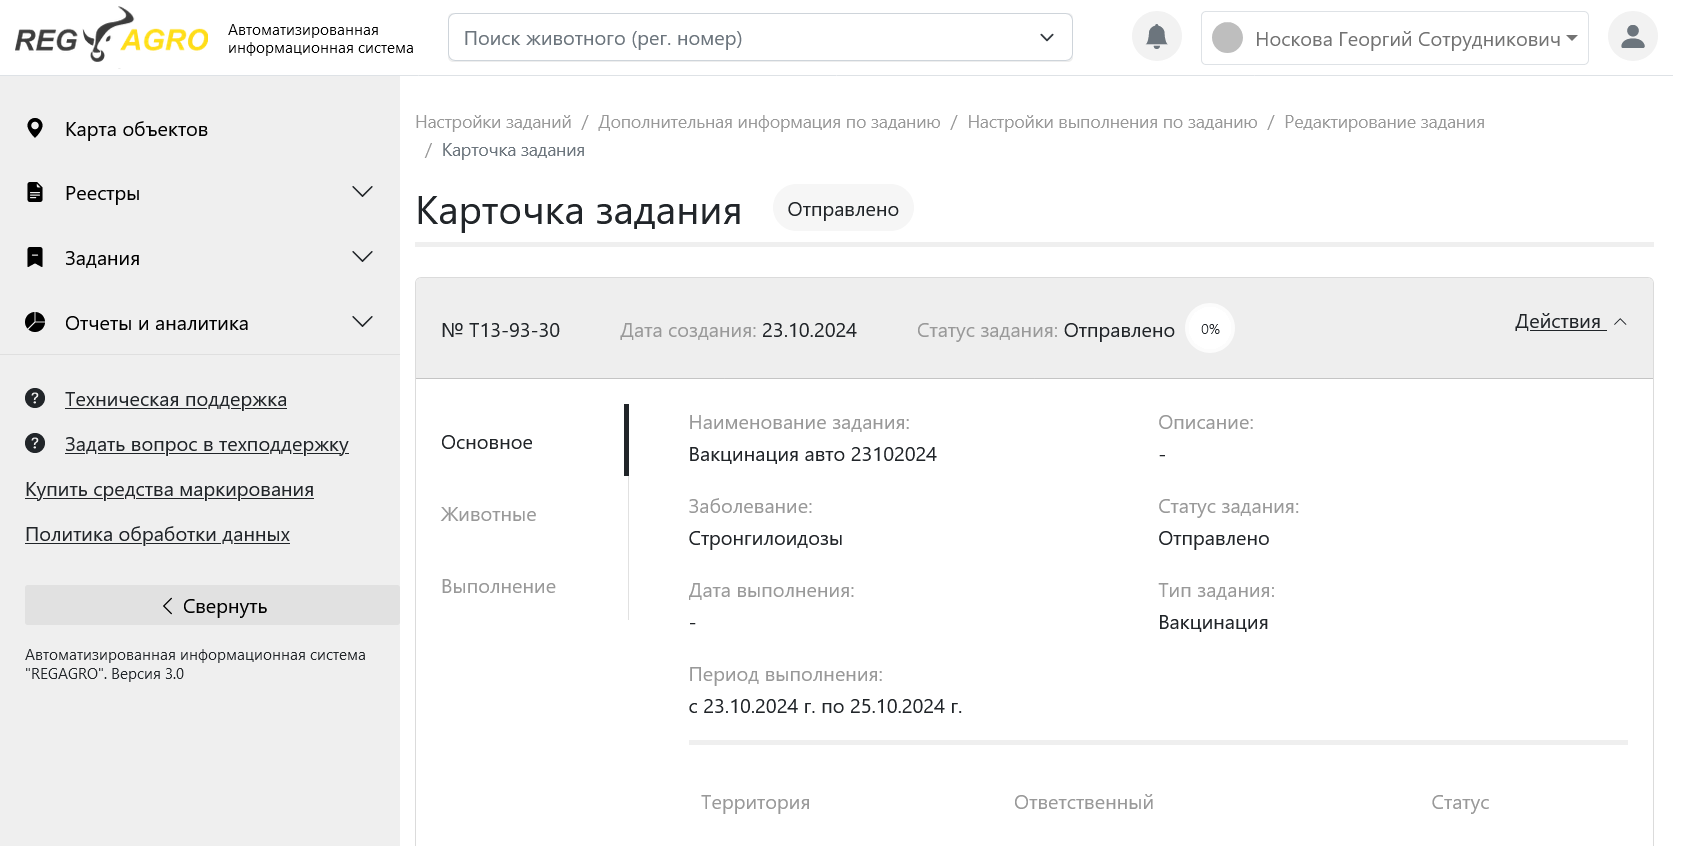 REG AGRO
Автоматизированная
информационная система
Поиск животного (рег. номер)
Носкова Георгий Сотрудникович
Карта объектов
Реестры
Задания
Отчеты и аналитика
Техническая поддержка
Задать вопрос в техподдержку
Купить средства маркирования
Политика обработки данных
Свернуть
Автоматизированная информационная система
"REGAGRO". Версия 3.0
Настройки заданий / Дополнительная информация по заданию / Настройки выполнения по заданию / Редактирование задания
/ Карточка задания
Карточка задания Отправлено
№ Т13-93-30 Дата создания: 23.10.2024 Статус задания: Отправлено 0% Действия
Основное
Животные
Выполнение
Наименование задания: Описание:
Вакцинация авто 23102024 -
Заболевание: Статус задания:
Стронгилоидозы Отправлено
Дата выполнения: Тип задания:
- Вакцинация
Период выполнения:
с 23.10.2024 г. по 25.10.2024 г.
Территория Ответственный Статус